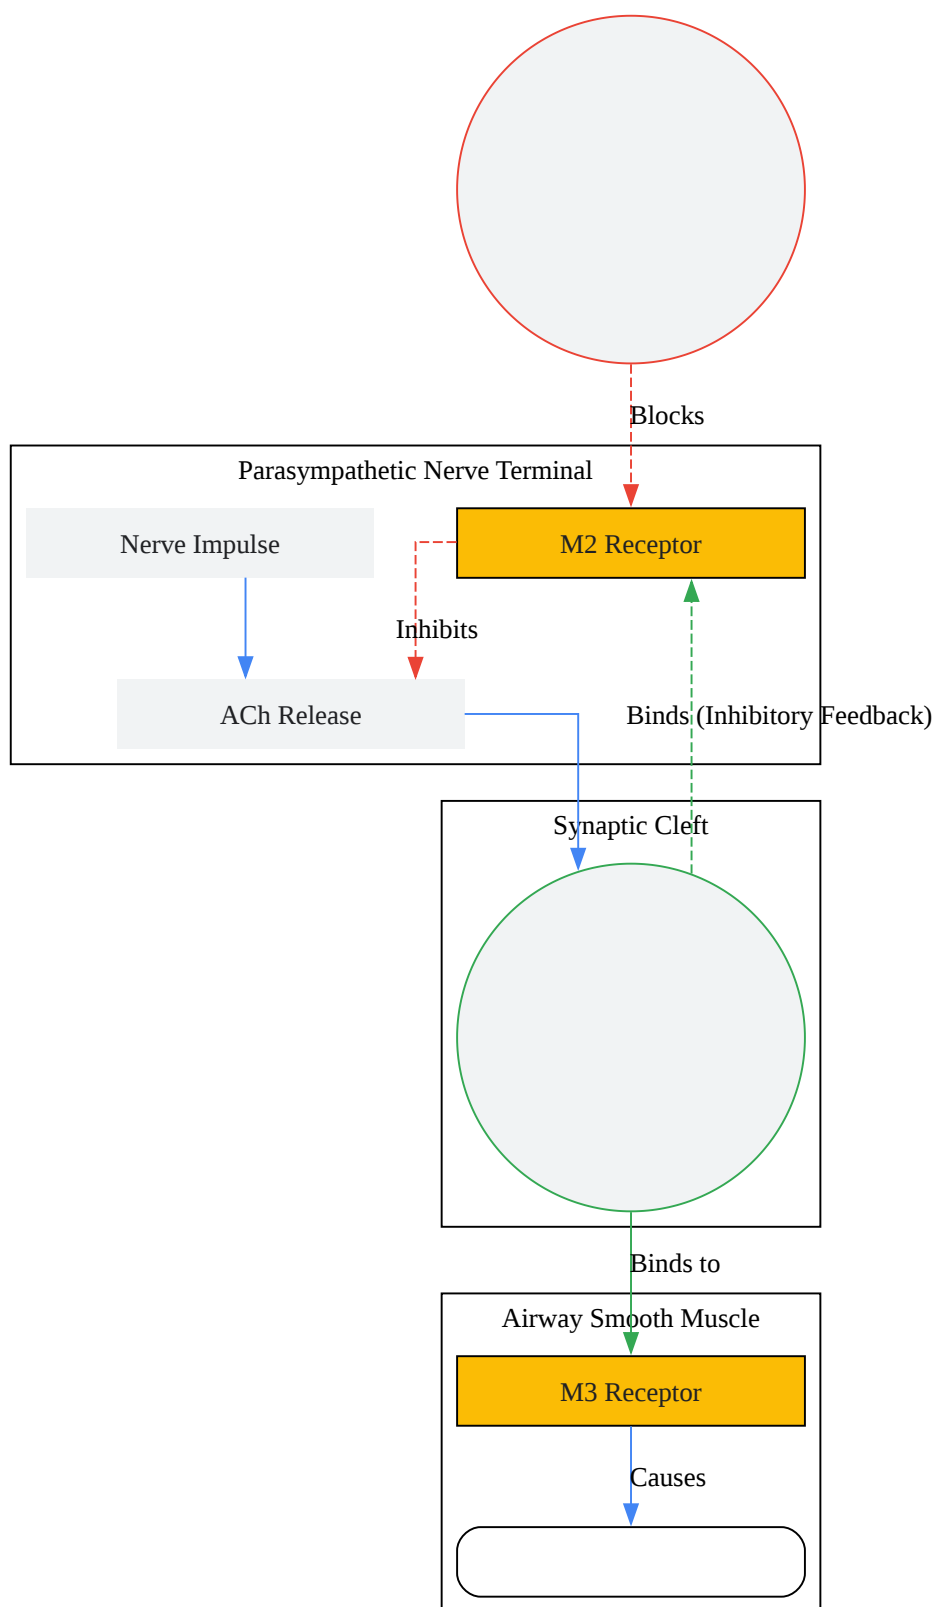 Blocks
Parasympathetic Nerve Terminal
Nerve Impulse
M2 Receptor
Inhibits
ACh Release
Binds (Inhibitory Feedback)
Synaptic Cleft
Binds to
Airway Smooth Muscle
M3 Receptor
Causes